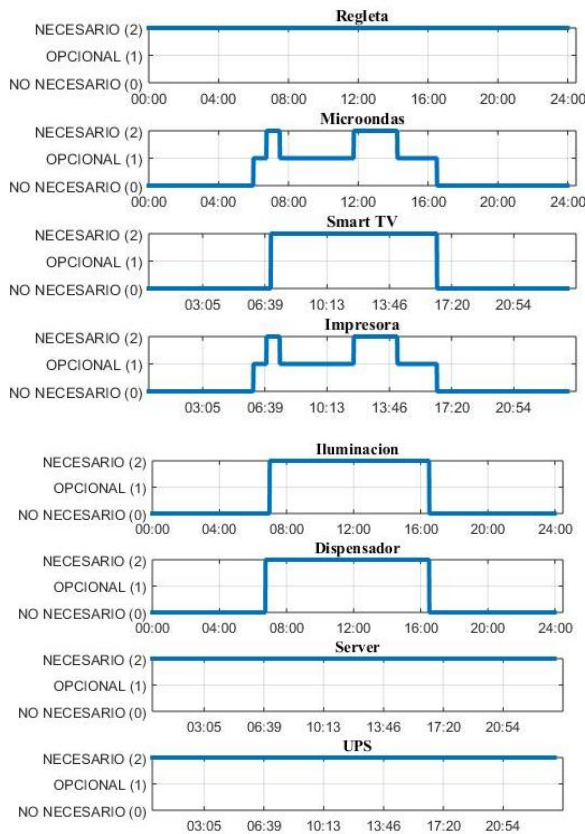 Regleta
NECESARIO (2)
OPCIONAL (1)
NO NECESARIO (0)
00:00 04:00 08:00 12:00 16:00 20:00 24:00
Microondas
NECESARIO (2)
OPCIONAL (1)
NO NECESARIO (0)
00:00 04:00 08:00 12:00 16:00 20:00 24:00
Smart TV
NECESARIO (2)
OPCIONAL (1)
NO NECESARIO (0)
03:05 06:39 10:13 13:46 17:20 20:54
Impresora
NECESARIO (2)
OPCIONAL (1)
NO NECESARIO (0)
03:05 06:39 10:13 13:46 17:20 20:54
Iluminacion
NECESARIO (2)
OPCIONAL (1)
NO NECESARIO (0)
00:00 04:00 08:00 12:00 16:00 20:00 24:00
Dispensador
NECESARIO (2)
OPCIONAL (1)
NO NECESARIO (0)
00:00 04:00 08:00 12:00 16:00 20:00 24:00
Server
NECESARIO (2)
OPCIONAL (1)
NO NECESARIO (0)
03:05 06:39 10:13 13:46 17:20 20:54
UPS
NECESARIO (2)
OPCIONAL (1)
NO NECESARIO (0)
03:05 06:39 10:13 13:46 17:20 20:54